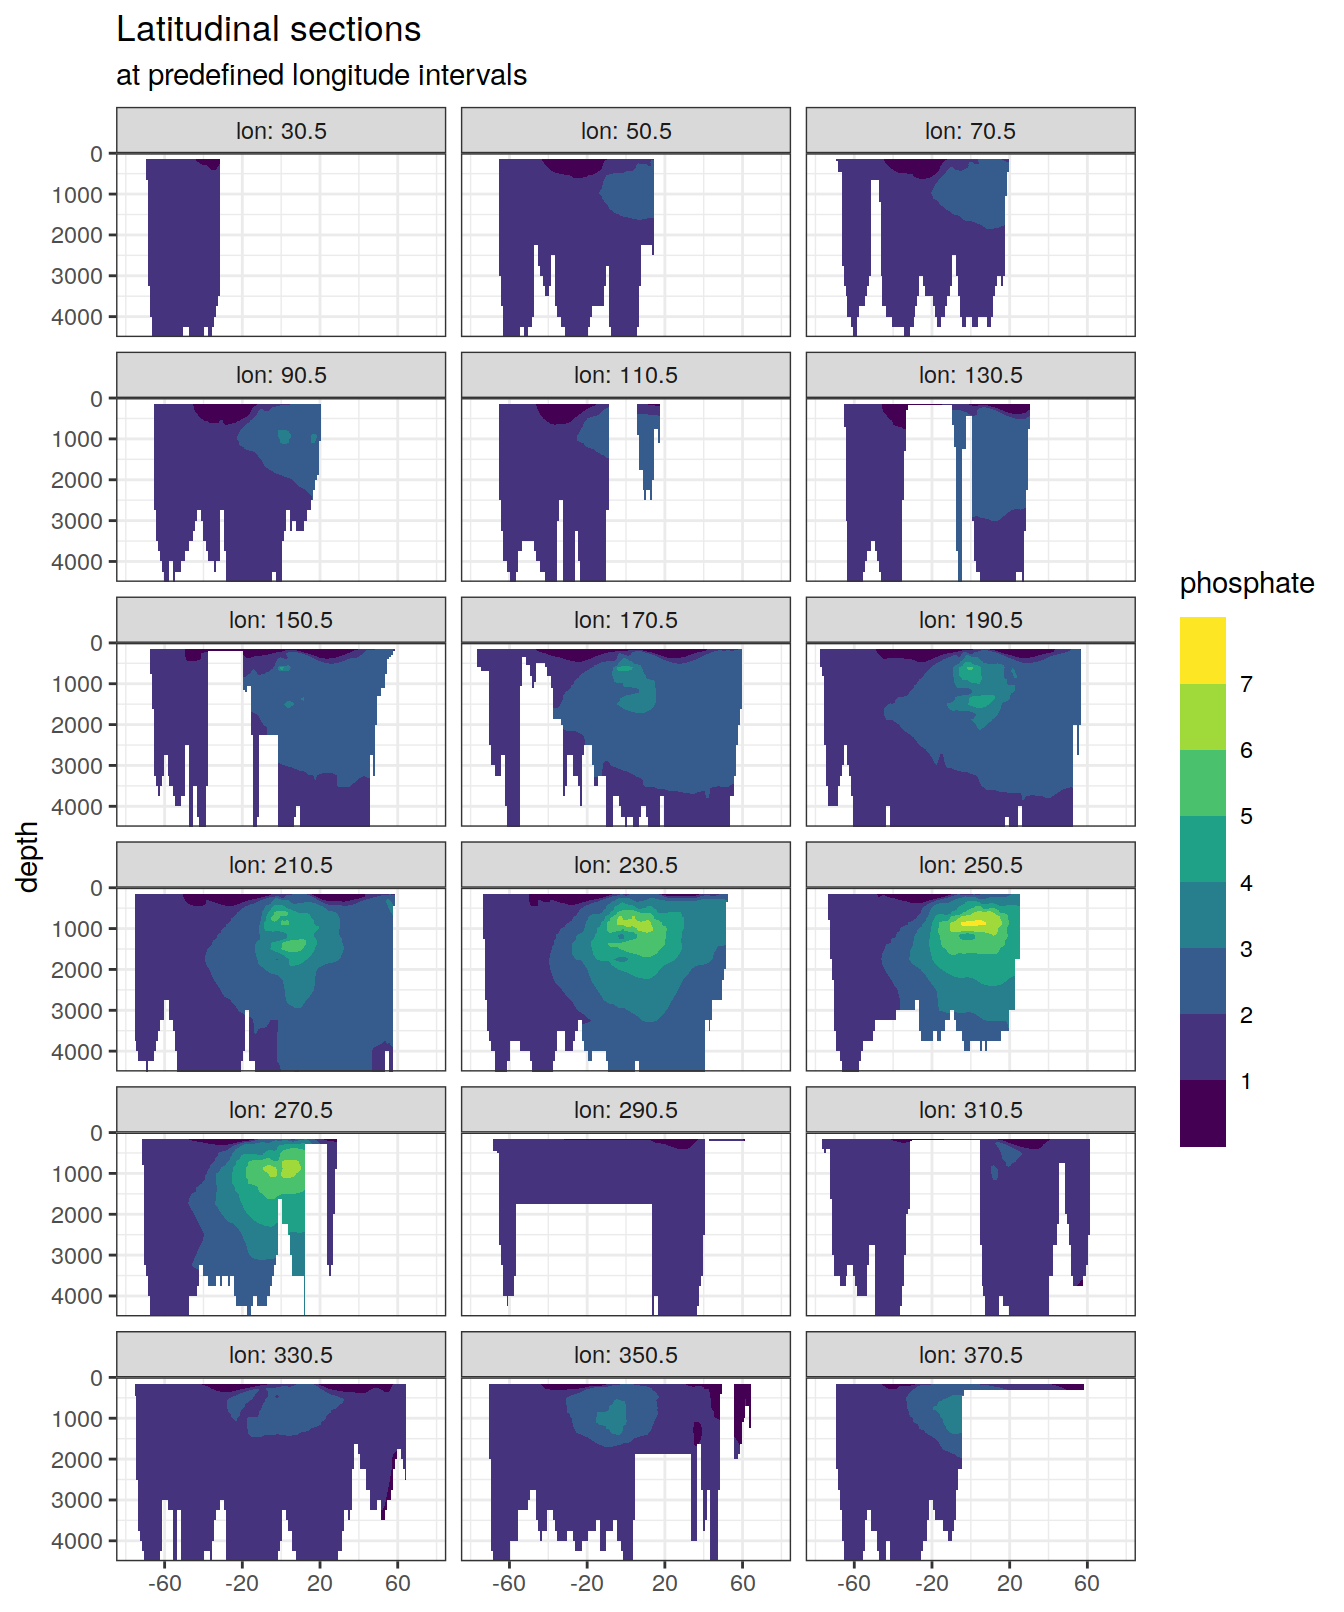 Latitudinal sections
at predefined longitude intervals
lon: 30.5
lon: 50.5
lon: 70.5
0
1000
2000
3000
4000
lon: 90.5
lon: 110.5
lon: 130.5
0
1000
2000
3000
4000
lon: 150.5
lon: 170.5
lon: 190.5
0
1000
2000
3000
4000
lon: 210.5
lon: 230.5
lon: 250.5
0
1000
2000
3000
4000
lon: 270.5
lon: 290.5
lon: 310.5
0
1000
2000
3000
4000
lon: 330.5
lon: 350.5
lon: 370.5
0
1000
2000
3000
4000
-60 -20 20 60
-60 -20 20 60
-60 -20 20 60
depth
phosphate
7
6
5
4
3
2
1